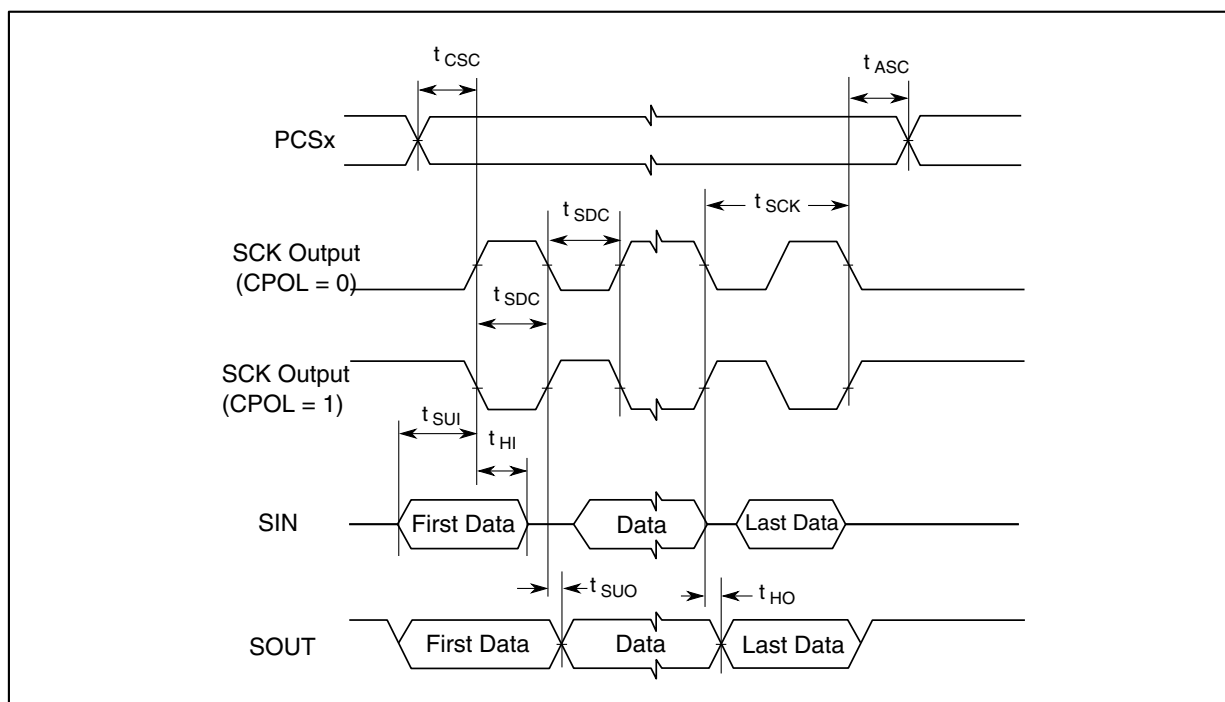 t CSC
t ASC
PCSx
t SCK
t SDC
SCK Output
(CPOL = 0)
t SDC
SCK Output
(CPOL = 1)
t SUI
t HI
SIN
First Data
Data
Last Data
t SUO
t HO
SOUT
First Data
Data
Last Data